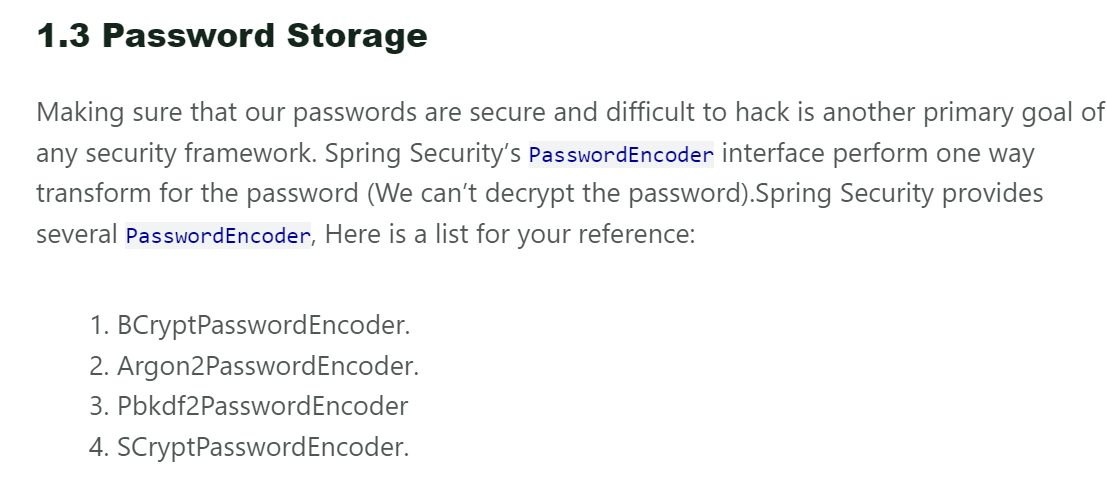 1.3 Password Storage
Making sure that our passwords are secure and difficult to hack is another primary goal of
any security framework. Spring Security’s PasswordEncoder interface perform one way
transform for the password (We can’t decrypt the password).Spring Security provides
several PasswordEncoder, Here is a list for your reference:
1. BCryptPasswordEncoder.
2. Argon2PasswordEncoder.
3. Pbkdf2PasswordEncoder
4. SCryptPasswordEncoder.